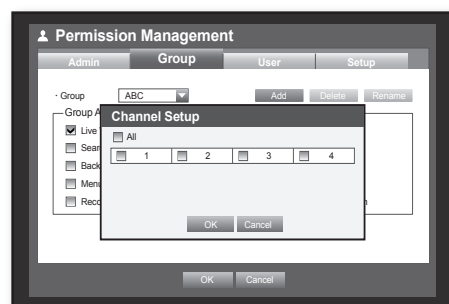 Permission Management
Admin Group User Setup
· Group ABC Add Delete Rename
Group A
Channel Setup
Live
All
Sear
1 2 3 4
Back
Menu
Reco
OK Cancel
OK Cancel